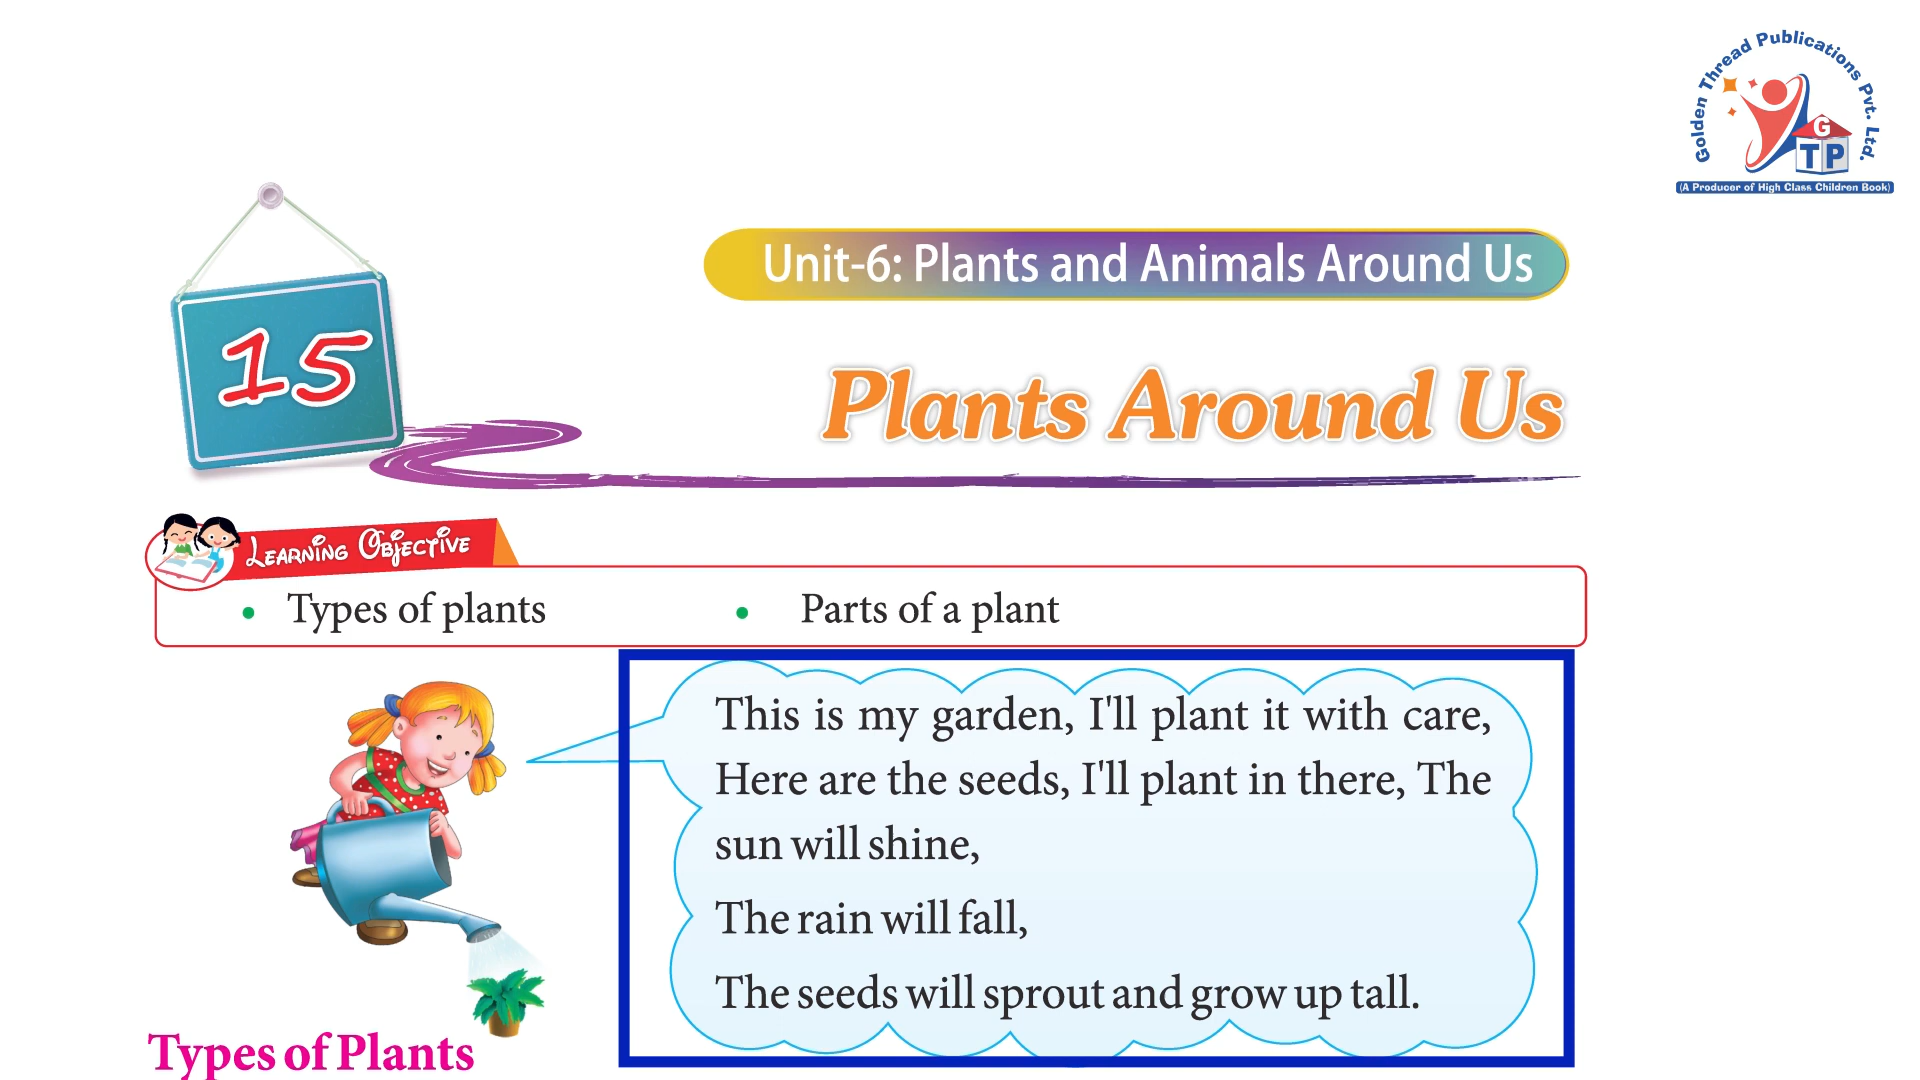 Golden Thread Publications Pvt. Ltd.
G
TP
(A Producer of High Class Children Book)
Unit-6: Plants and Animals Around Us
15
Plants Around Us
Learning Objective
• Types of plants • Parts of a plant
This is my garden, I'll plant it with care,
Here are the seeds, I'll plant in there, The
sun will shine,
The rain will fall,
The seeds will sprout and grow up tall.
Types of Plants